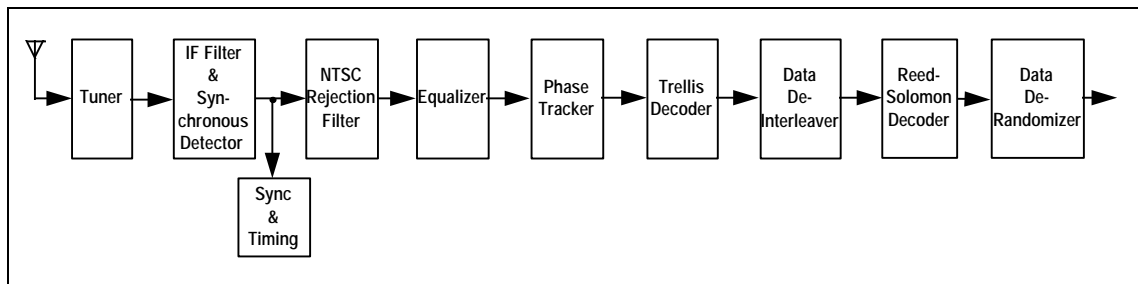 Tuner
IF Filter
&
Syn-
chronous
Detector
NTSC
Rejection
Filter
Equalizer
Phase
Tracker
Trellis
Decoder
Data
De-
Interleaver
Reed-
Solomon
Decoder
Data
De-
Randomizer
Sync
&
Timing